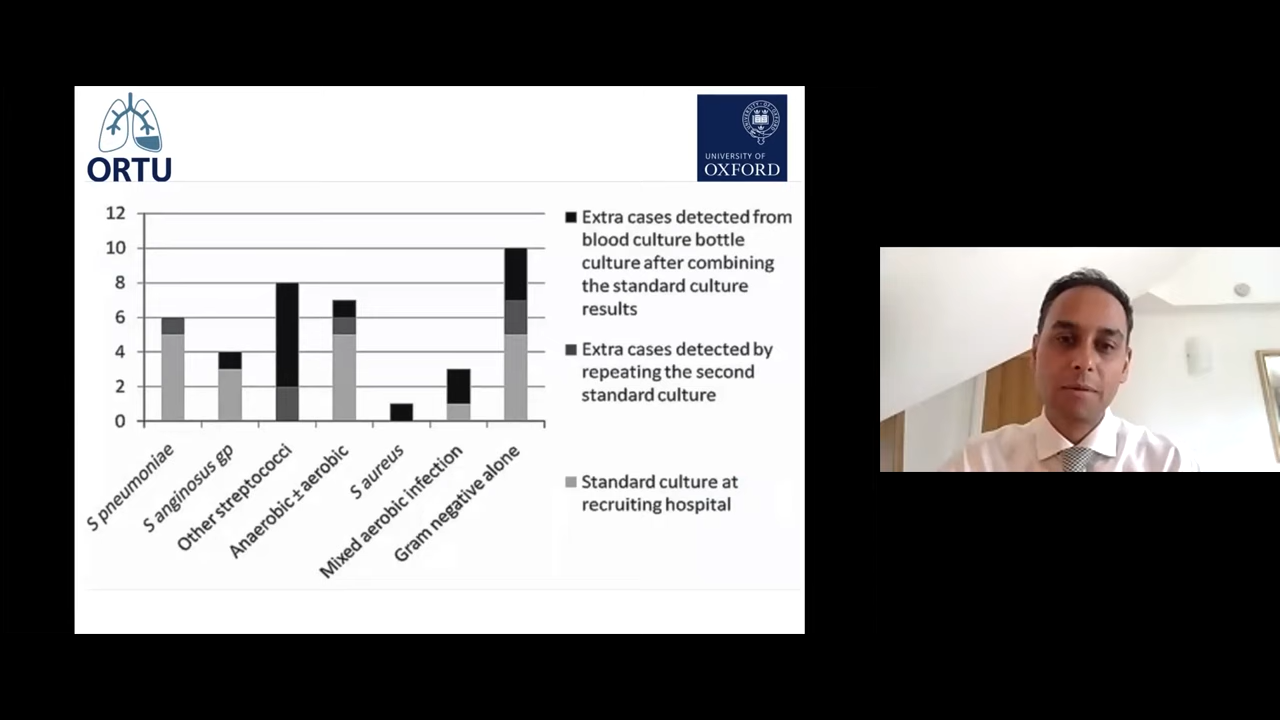 ORTU
UNIVERSITY OF
OXFORD
12
10
8
6
4
2
0
S pneumoniae
S anginosus gp
Other streptococci
Anaerobic ± aerobic
S aureus
Mixed aerobic infection
Gram negative alone
Extra cases detected from
blood culture bottle
culture after combining
the standard culture
results
Extra cases detected by
repeating the second
standard culture
Standard culture at
recruiting hospital